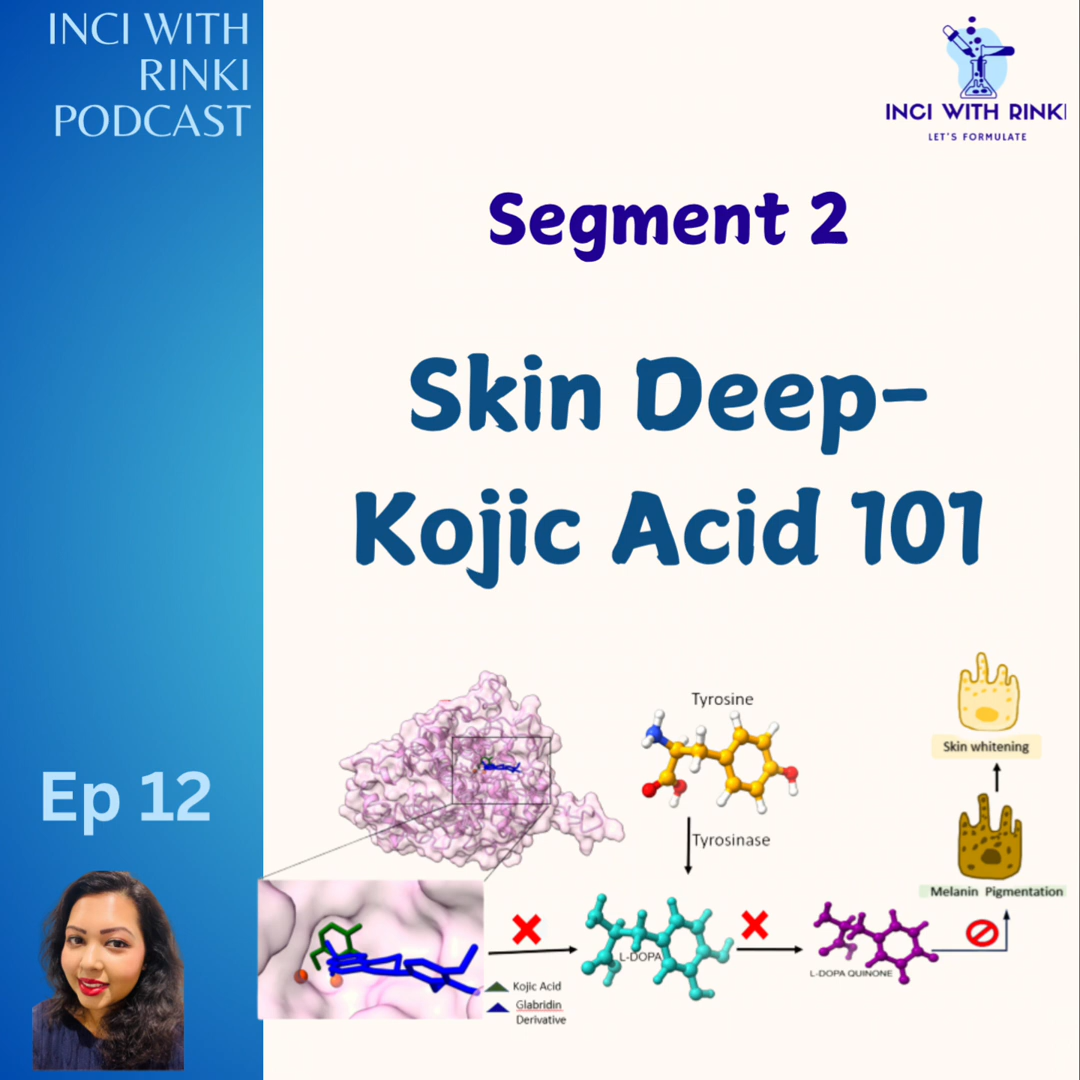 INCI WITH
RINKI
PODCAST
INCI WITH RINKI
LET'S FORMULATE
Segment 2
Skin Deep-
Kojic Acid 101
Tyrosine
Skin whitening
Ep 12
Tyrosinase
Melanin Pigmentation
L-DOPA
L-DOPA QUINONE
Kojic Acid
Glabridin
Derivative